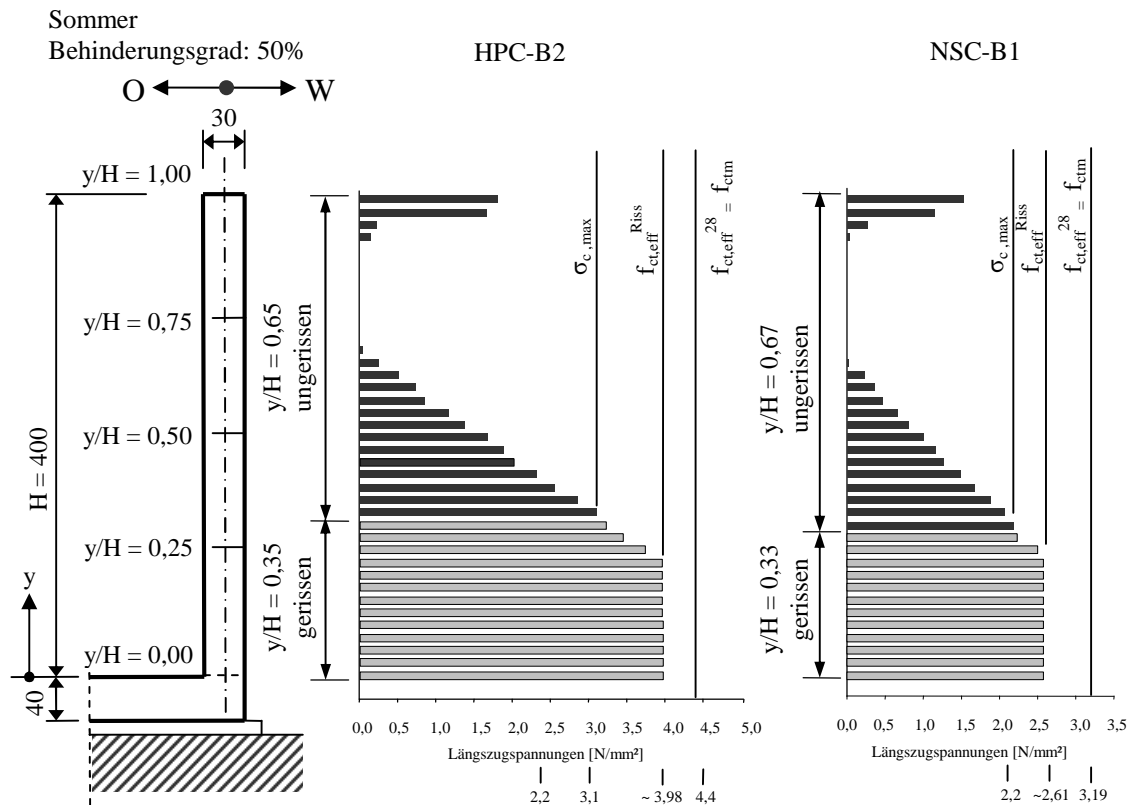 Sommer
Behinderungsgrad: 50%
HPC-B2
NSC-B1
O
W
30
y/H = 1,00
y/H = 0,75
y/H = 0,50
y/H = 0,25
y/H = 0,00
H = 400
y
40
y/H = 0,65
ungerissen
y/H = 0,35
gerissen
σc,max
fct,eff Riss
fct,eff 28 = fctm
0,0 0,5 1,0 1,5 2,0 2,5 3,0 3,5 4,0 4,5 5,0
Längszugspannungen [N/mm²]
2,2 3,1 ~ 3,98 4,4
y/H = 0,67
ungerissen
y/H = 0,33
gerissen
σc,max
fct,eff Riss
fct,eff 28 = fctm
0,0 0,5 1,0 1,5 2,0 2,5 3,0 3,5
Längszugspannungen [N/mm²]
2,2 ~2,61 3,19